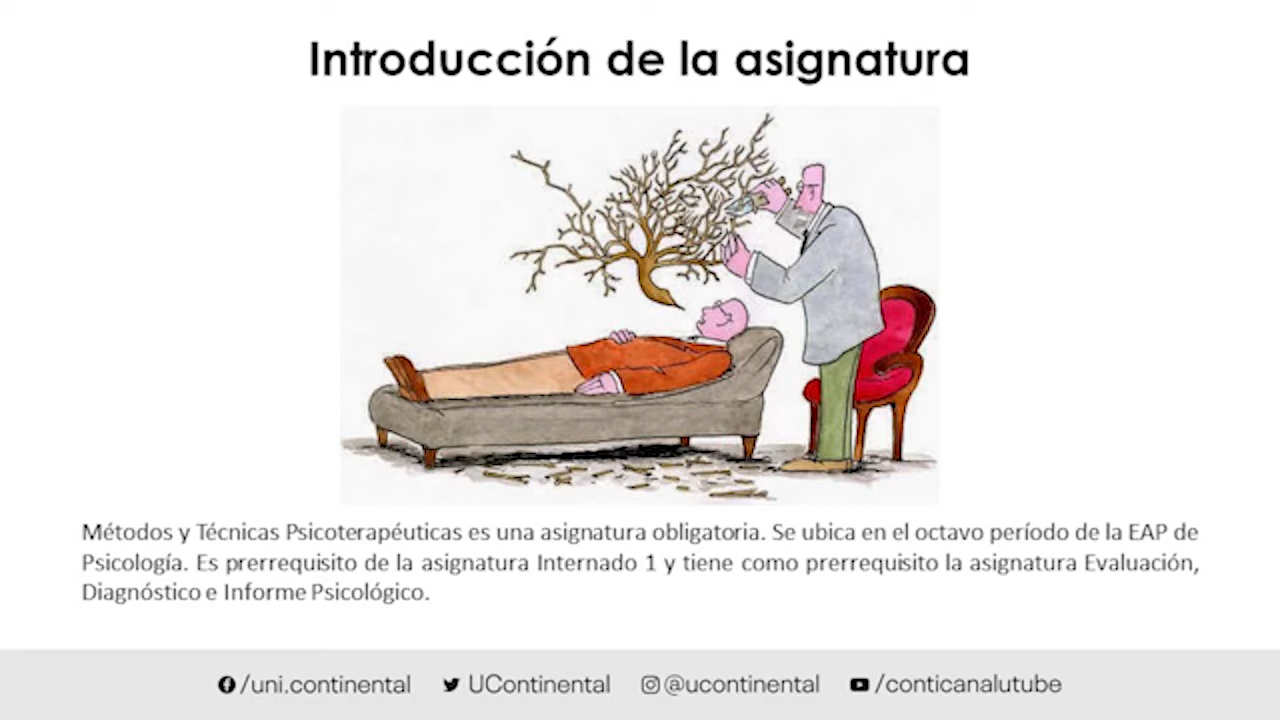 Introducción de la asignatura
Métodos y Técnicas Psicoterapéuticas es una asignatura obligatoria. Se ubica en el octavo período de la EAP de
Psicología. Es prerrequisito de la asignatura Internado 1 y tiene como prerrequisito la asignatura Evaluación,
Diagnóstico e Informe Psicológico.
/uni.continental UContinental @ucontinental /conticanalutube